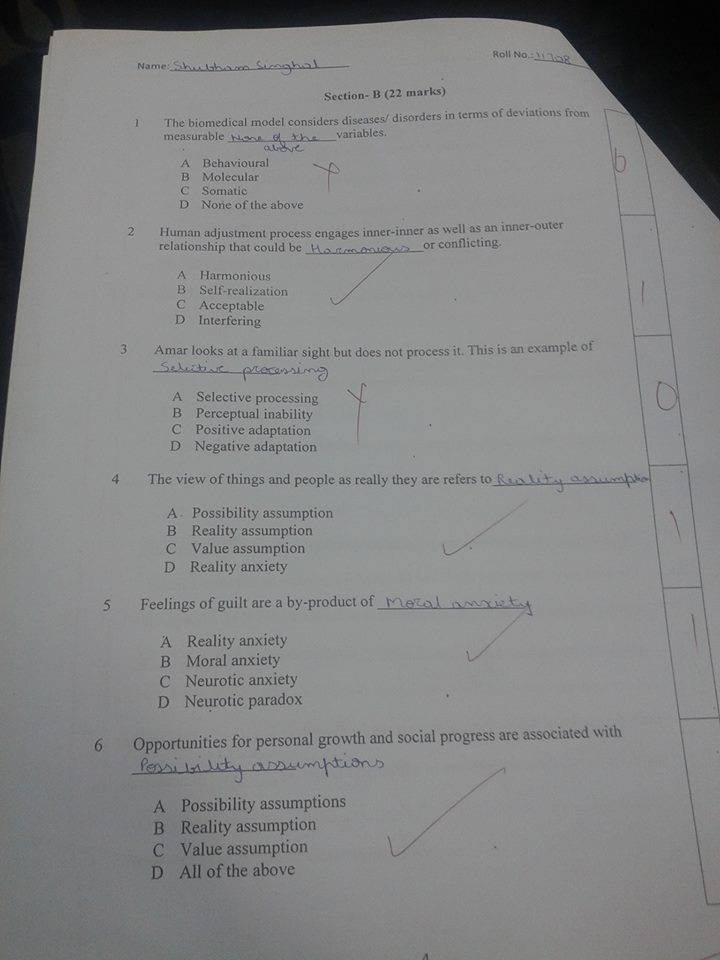 Name: Shubham Singhal
Roll No.: 11708
Section- B (22 marks)
1 The biomedical model considers diseases/ disorders in terms of deviations from
measurable None of the variables.
above
A Behavioural
B Molecular
C Somatic
D None of the above
0
2 Human adjustment process engages inner-inner as well as an inner-outer
relationship that could be Harmonious or conflicting.
A Harmonious
B Self-realization
C Acceptable
D Interfering
1
3 Amar looks at a familiar sight but does not process it. This is an example of
Selective processing
A Selective processing
B Perceptual inability
C Positive adaptation
D Negative adaptation
0
4 The view of things and people as really they are refers to Reality assumption
A Possibility assumption
B Reality assumption
C Value assumption
D Reality anxiety
1
5 Feelings of guilt are a by-product of Moral anxiety
A Reality anxiety
B Moral anxiety
C Neurotic anxiety
D Neurotic paradox
1
6 Opportunities for personal growth and social progress are associated with
Possibility assumptions
A Possibility assumptions
B Reality assumption
C Value assumption
D All of the above